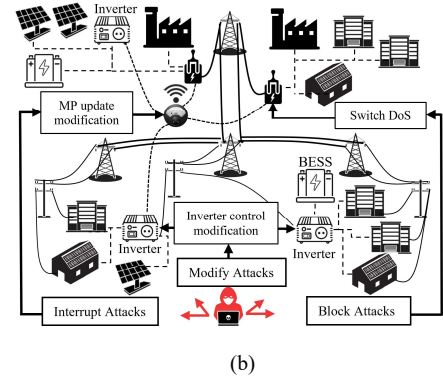 Inverter
MP update
modification
Switch DoS
BESS
Inverter control
modification
Inverter
Inverter
Modify Attacks
Interrupt Attacks
Block Attacks
(b)